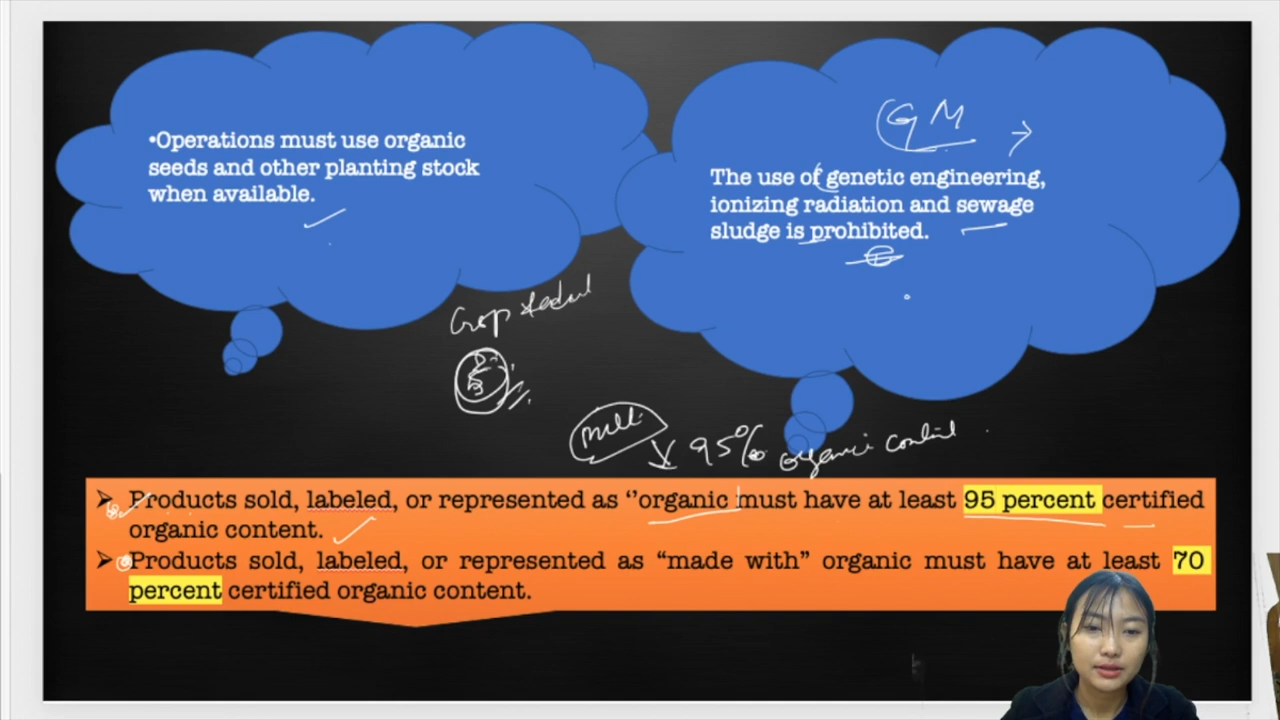 •Operations must use organic
seeds and other planting stock
when available.
GM
The use of genetic engineering,
ionizing radiation and sewage
sludge is prohibited.
Crop
milk
95% organic content
➢ Products sold, labeled, or represented as ‘’organic must have at least 95 percent certified
organic content.
➢ Products sold, labeled, or represented as “made with” organic must have at least 70
percent certified organic content.